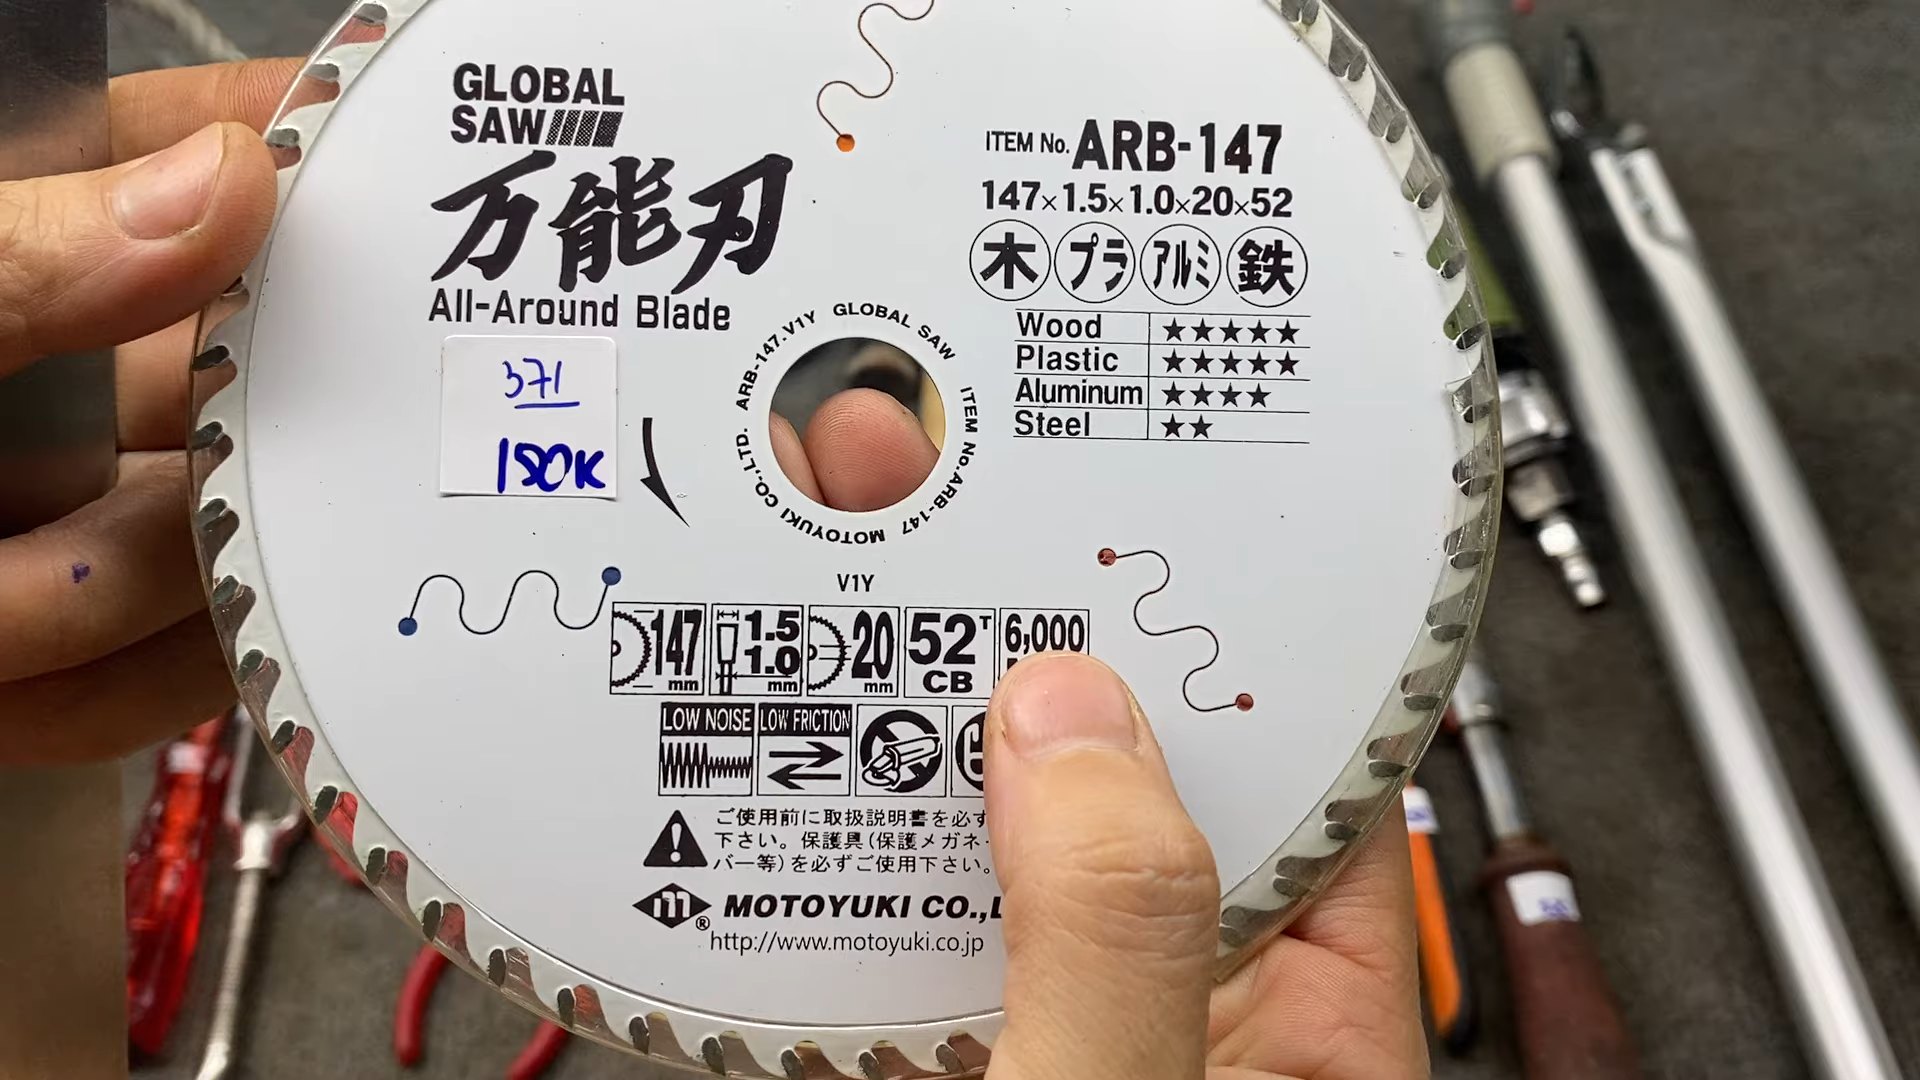 GLOBAL
SAW
万能刃
All-Around Blade
371
150K
ITEM No. ARB-147
147×1.5×1.0×20×52
木 プラ アルミ 鉄
Wood ★★★★★
Plastic ★★★★★
Aluminum ★★★★
Steel ★★
GLOBAL SAW ITEM No.ARB-147 MOTOYUKI CO.,LTD. ARB-147.V1Y
V1Y
147 mm
1.5
1.0 mm
20 mm
52T
CB
6,000
LOW NOISE
LOW FRICTION
ご使用前に取扱説明書を必ず
下さい。保護具(保護メガネ・
バー等)を必ずご使用下さい。
m® MOTOYUKI CO.,L
http://www.motoyuki.co.jp